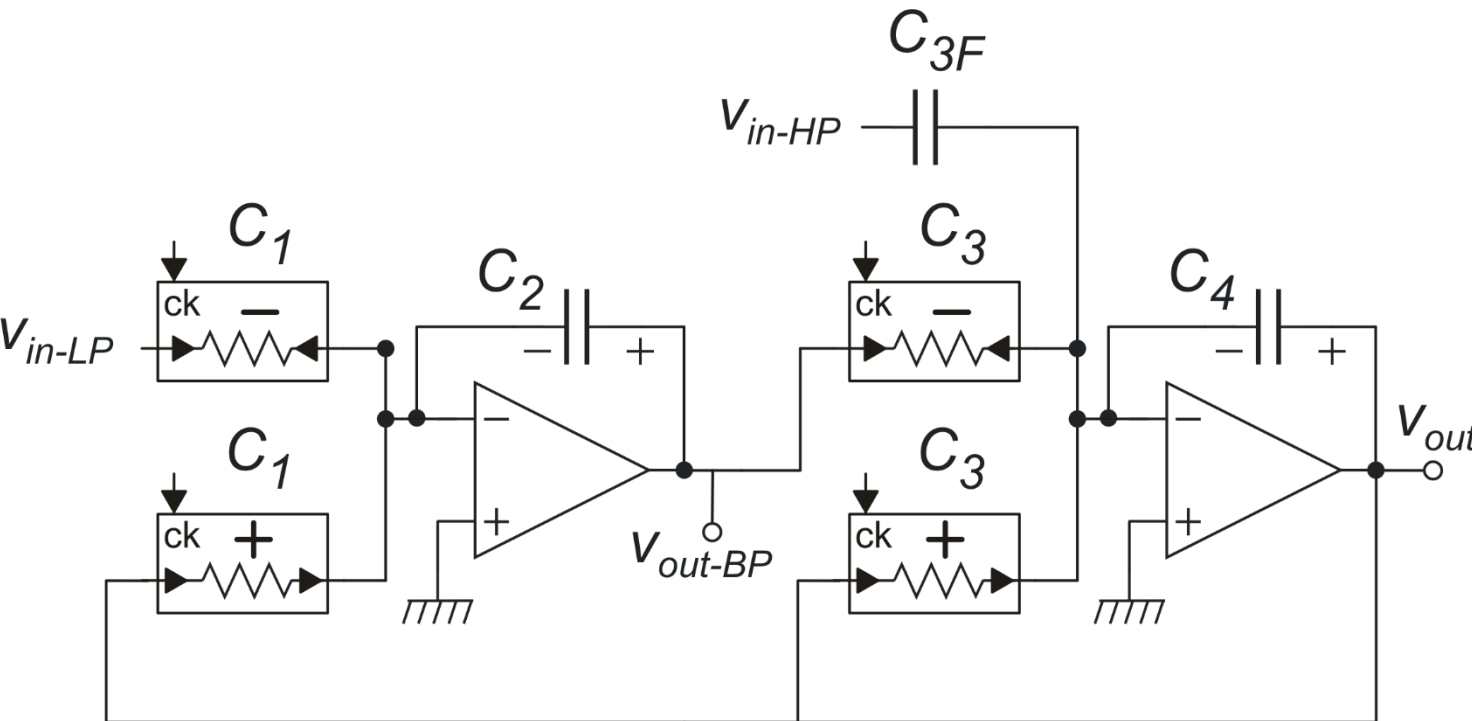 C3F
vin-HP
C1
C3
C2
C4
ck −
ck −
vin-LP
− +
− +
−
−
vout
C1
C3
ck +
ck +
+
+
vout-BP